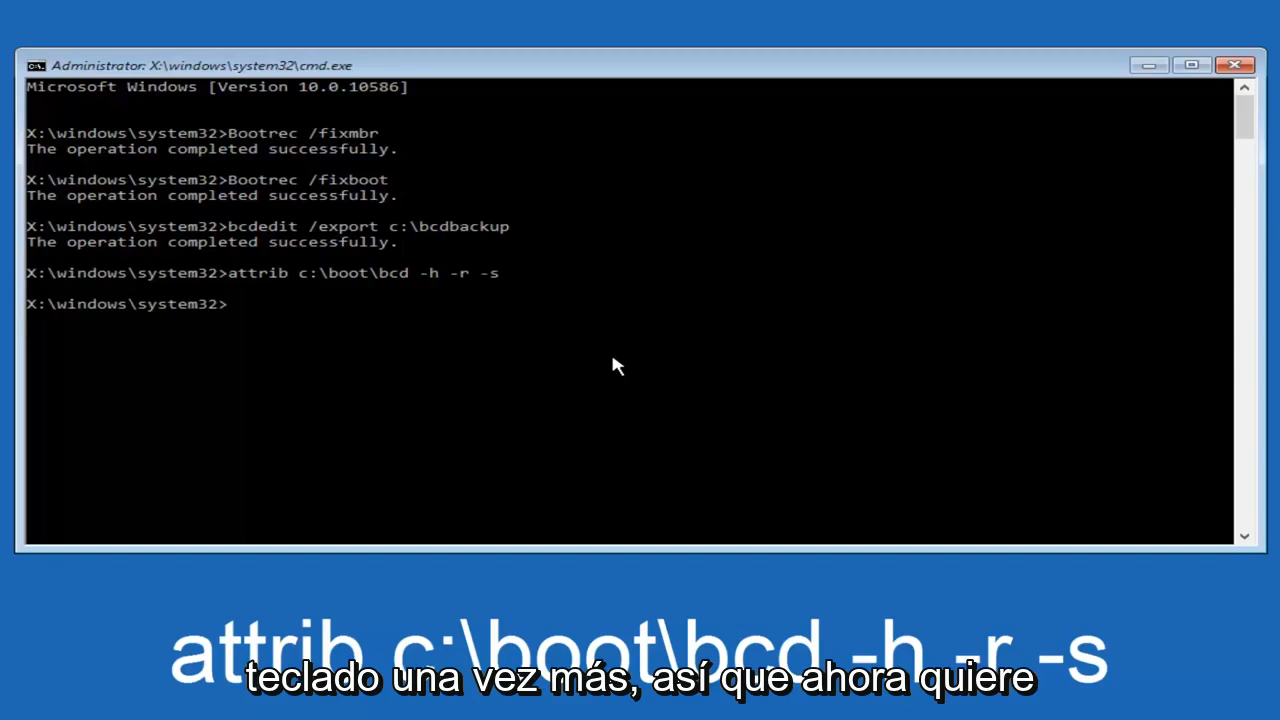 Administrator: X:\windows\system32\cmd.exe
Microsoft Windows [Version 10.0.10586]
X:\windows\system32>Bootrec /fixmbr
The operation completed successfully.
X:\windows\system32>Bootrec /fixboot
The operation completed successfully.
X:\windows\system32>bcdedit /export c:\bcdbackup
The operation completed successfully.
X:\windows\system32>attrib c:\boot\bcd -h -r -s
X:\windows\system32>
attrib c:\boot\bcd -h -r -s
teclado una vez más, así que ahora quiere